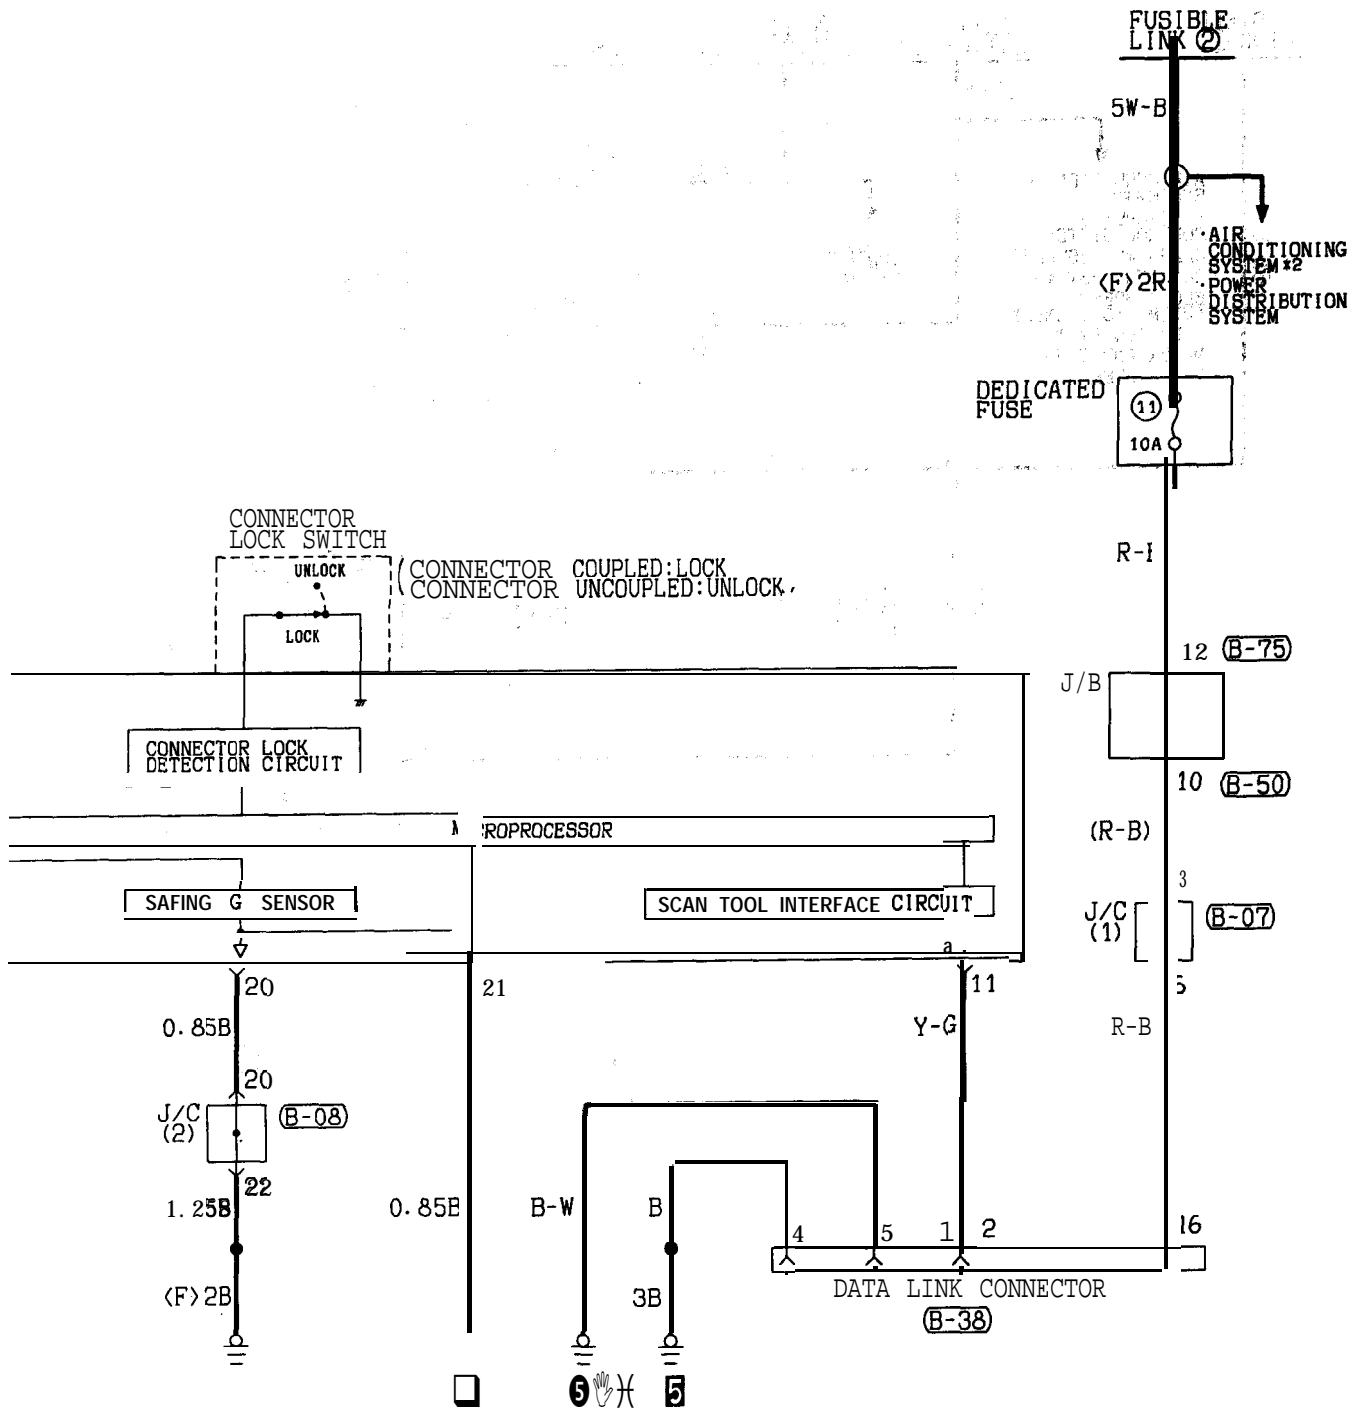 FUSIBLE
LINK ②
5W-B
·AIR
CONDITIONING
SYSTEM*2
<F>2R
·POWER
DISTRIBUTION
SYSTEM
DEDICATED
FUSE
11
10A
CONNECTOR
LOCK SWITCH
UNLOCK
LOCK
(CONNECTOR COUPLED:LOCK
CONNECTOR UNCOUPLED:UNLOCK
12 B-75
J/B
CONNECTOR LOCK
DETECTION CIRCUIT
10 B-50
ROPROCESSOR
(R-B)
3
SAFING G SENSOR
SCAN TOOL INTERFACE CIRCUIT
J/C
(1)
B-07
a
20
21
11
0.85B
Y-G
R-B
20
J/C
(2)
B-08
22
1.25B
0.85B
B-W
B
4
5
1
2
16
<F>2B
3B
DATA LINK CONNECTOR
B-38
5
5